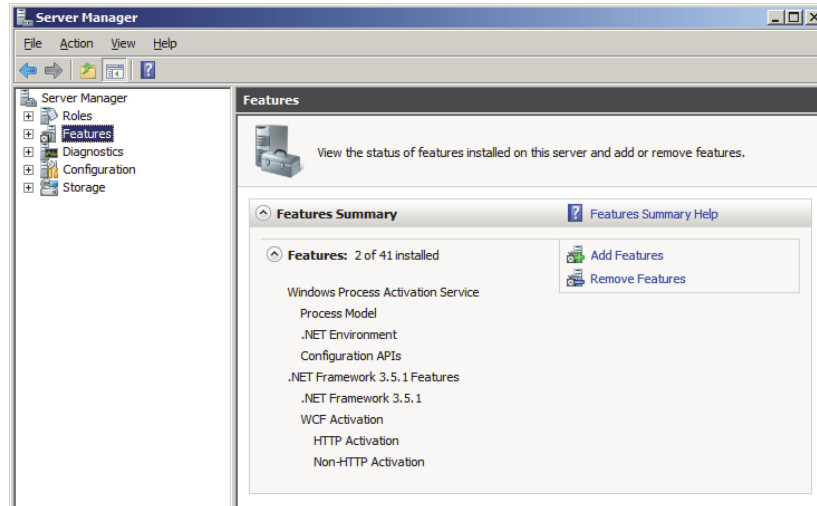 Server Manager
File Action View Help
Server Manager
Roles
Features
Diagnostics
Configuration
Storage
Features
View the status of features installed on this server and add or remove features.
Features Summary
Features Summary Help
Features: 2 of 41 installed
Add Features
Remove Features
Windows Process Activation Service
Process Model
.NET Environment
Configuration APIs
.NET Framework 3.5.1 Features
.NET Framework 3.5.1
WCF Activation
HTTP Activation
Non-HTTP Activation